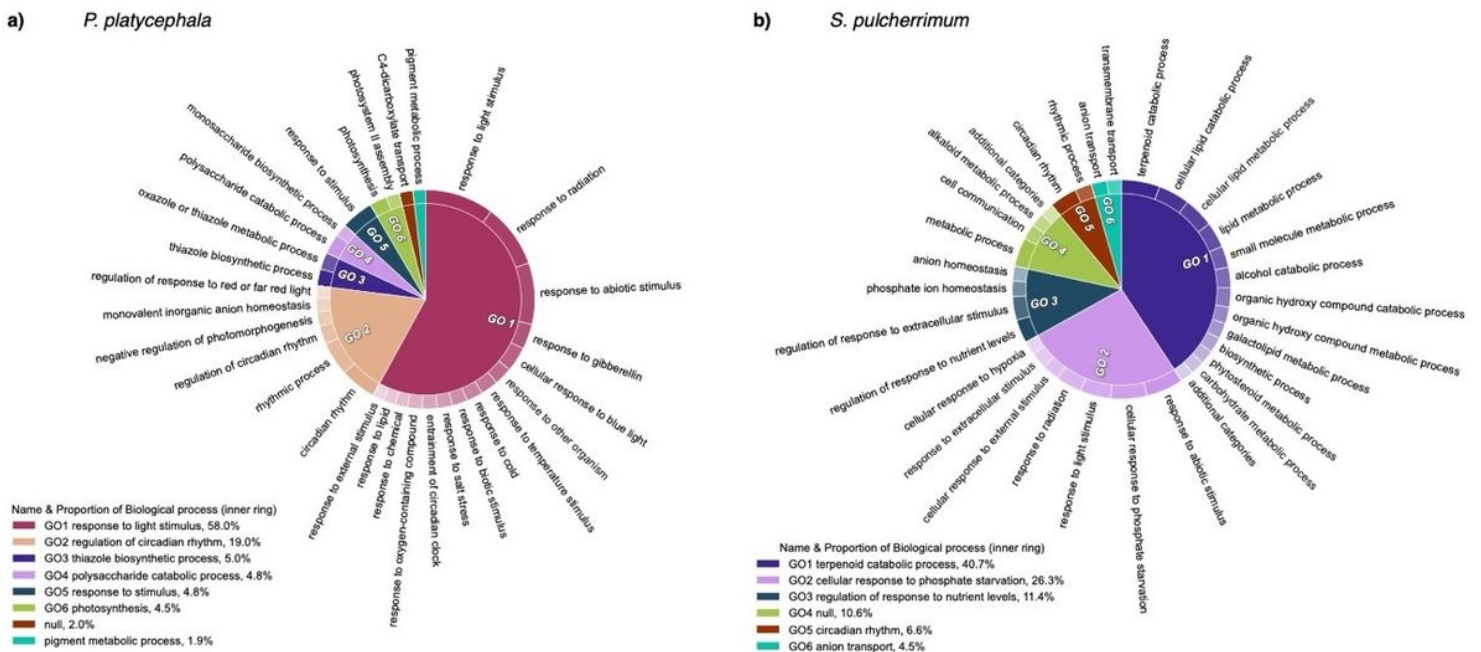 a)
P. platycephala
pigment metabolic process
C4-dicarboxylate transport
photosystem II assembly
photosynthesis
response to stimulus
monosaccharide biosynthetic process
polysaccharide catabolic process
oxazole or thiazole metabolic process
thiazole biosynthetic process
regulation of response to red or far red light
monovalent inorganic anion homeostasis
negative regulation of photomorphogenesis
regulation of circadian rhythm
rhythmic process
circadian rhythm
response to external stimulus
response to lipid
response to chemical
response to oxygen-containing compound
entrainment of circadian clock
response to salt stress
response to biotic stimulus
response to cold
response to temperature stimulus
response to other organism
cellular response to blue light
response to gibberellin
response to abiotic stimulus
response to radiation
response to light stimulus
GO 1
GO 2
GO 3
GO 4
GO 5
GO 6
Name & Proportion of Biological process (inner ring)
GO1 response to light stimulus, 58.0%
GO2 regulation of circadian rhythm, 19.0%
GO3 thiazole biosynthetic process, 5.0%
GO4 polysaccharide catabolic process, 4.8%
GO5 response to stimulus, 4.8%
GO6 photosynthesis, 4.5%
null, 2.0%
pigment metabolic process, 1.9%
b)
S. pulcherrimum
transmembrane transport
anion transport
rhythmic process
circadian rhythm
additional categories
alkaloid metabolic process
cell communication
metabolic process
anion homeostasis
phosphate ion homeostasis
regulation of response to extracellular stimulus
regulation of response to nutrient levels
cellular response to hypoxia
response to extracellular stimulus
cellular response to external stimulus
response to radiation
response to light stimulus
cellular response to phosphate starvation
response to abiotic stimulus
additional categories
carbohydrate metabolic process
phytosteroid metabolic process
biosynthetic process
galactolipid metabolic process
organic hydroxy compound metabolic process
organic hydroxy compound catabolic process
alcohol catabolic process
small molecule metabolic process
lipid metabolic process
cellular lipid metabolic process
cellular lipid catabolic process
terpenoid catabolic process
GO 1
GO 2
GO 3
GO 4
GO 5
GO 6
Name & Proportion of Biological process (inner ring)
GO1 terpenoid catabolic process, 40.7%
GO2 cellular response to phosphate starvation, 26.3%
GO3 regulation of response to nutrient levels, 11.4%
GO4 null, 10.6%
GO5 circadian rhythm, 6.6%
GO6 anion transport, 4.5%